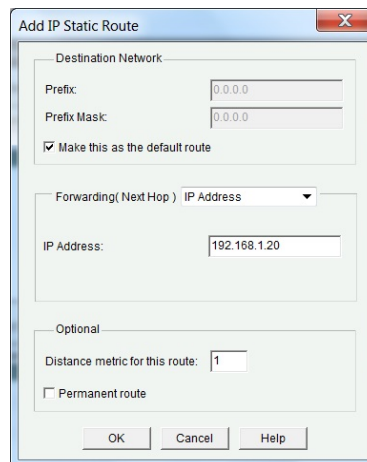 Add IP Static Route
X
Destination Network
Prefix: 0.0.0.0
Prefix Mask: 0.0.0.0
Make this as the default route
Forwarding( Next Hop ) IP Address
IP Address: 192.168.1.20
Optional
Distance metric for this route: 1
Permanent route
OK Cancel Help